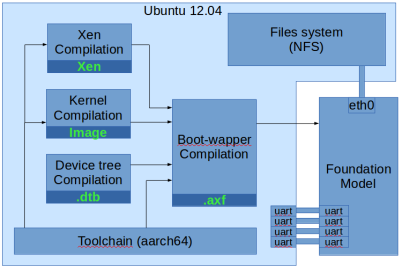 Ubuntu 12.04
Xen
Compilation
Xen
Files system
(NFS)
Kernel
Compilation
Image
eth0
Boot-wapper
Compilation
.axf
Device tree
Compilation
.dtb
Foundation
Model
uart uart
uart uart
uart uart
uart uart
Toolchain (aarch64)